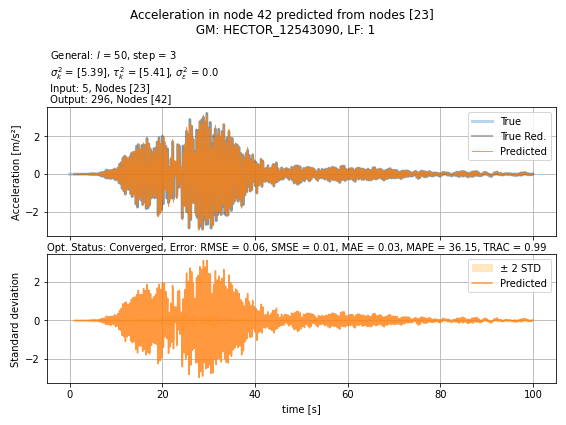 Acceleration in node 42 predicted from nodes [23]
GM: HECTOR_12543090, LF: 1
General: l = 50, step = 3
σ²ₖ = [5.39], τ²ₖ = [5.41], σ²ε = 0.0
Input: 5, Nodes [23]
Output: 296, Nodes [42]
True
True Red.
Predicted
Acceleration [m/s²]
2
0
−2
Opt. Status: Converged, Error: RMSE = 0.06, SMSE = 0.01, MAE = 0.03, MAPE = 36.15, TRAC = 0.99
± 2 STD
Predicted
Standard deviation
2
0
−2
0 20 40 60 80 100
time [s]